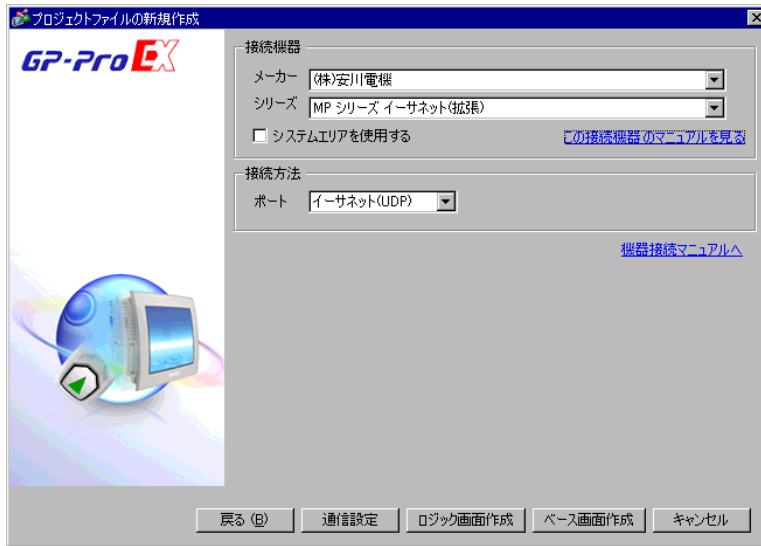 プロジェクトファイルの新規作成
GP-Pro EX
接続機器
メーカー (株)安川電機
シリーズ MP シリーズ イーサネット(拡張)
システムエリアを使用する この接続機器のマニュアルを見る
接続方法
ポート イーサネット(UDP)
機器接続マニュアルへ
戻る (B) 通信設定 ロジック画面作成 ベース画面作成 キャンセル